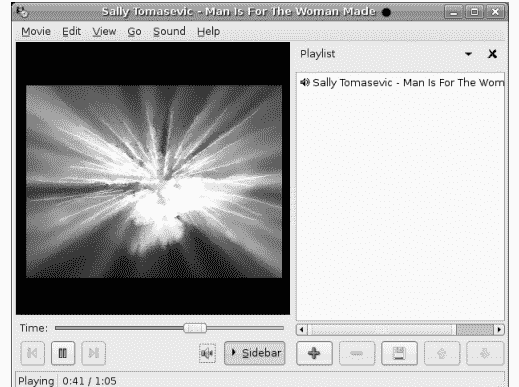 Sally Tomasevic - Man Is For The Woman Made
Movie Edit View Go Sound Help
Playlist
Sally Tomasevic - Man Is For The Wom
Time:
Sidebar
Playing 0:41 / 1:05